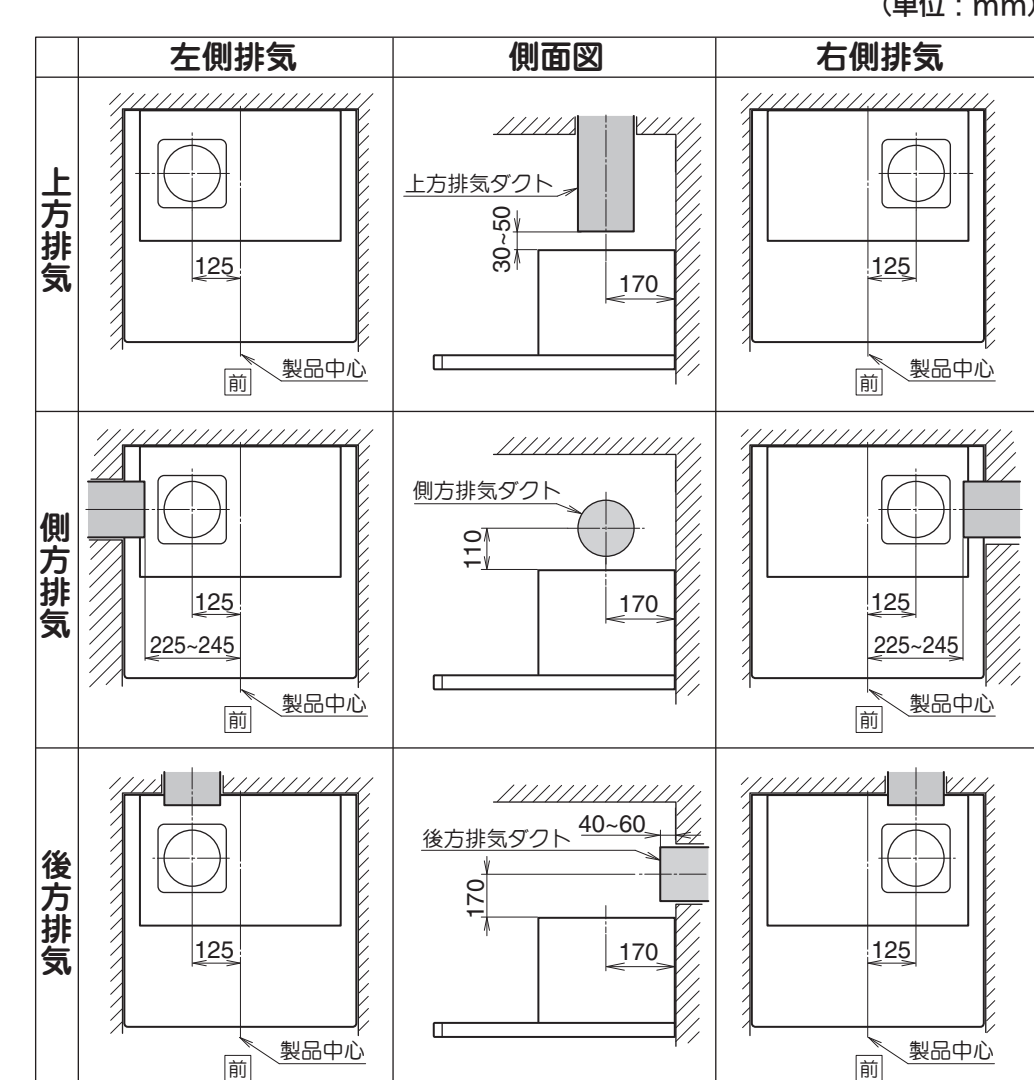 （単位：mm）
左側排気
側面図
右側排気
上方排気
125
製品中心
前
上方排気ダクト
30~50
170
125
製品中心
前
側方排気
125
225~245
製品中心
前
側方排気ダクト
110
170
125
225~245
製品中心
前
後方排気
125
製品中心
前
後方排気ダクト
40~60
170
170
125
製品中心
前